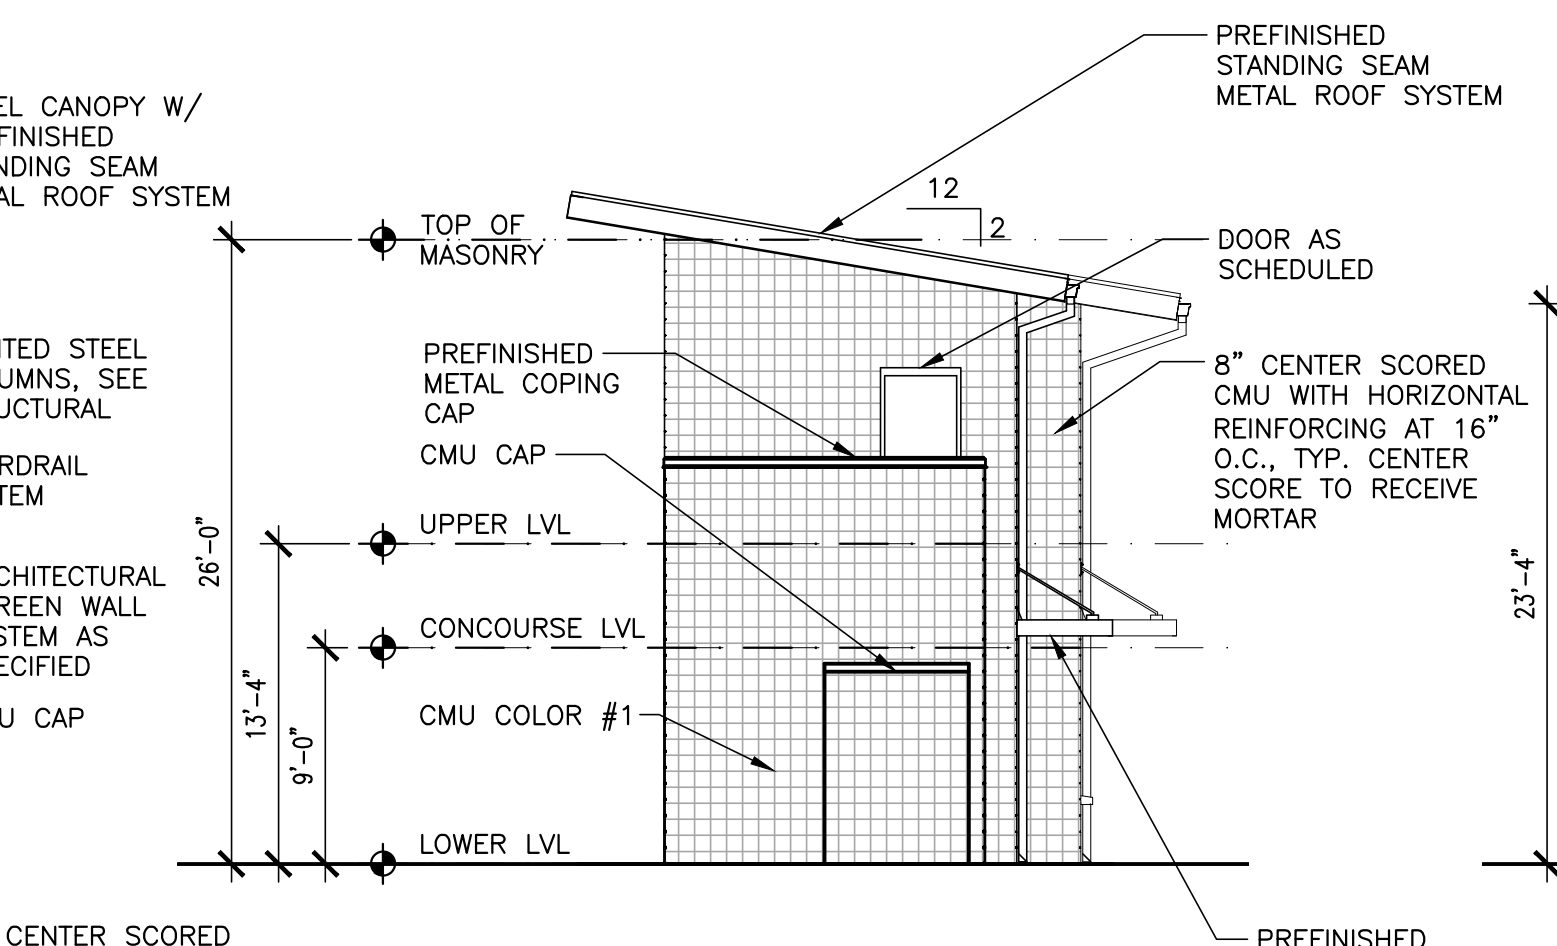 EL CANOPY W/
FINISHED
NDING SEAM
AL ROOF SYSTEM
TED STEEL
UMNS, SEE
UCTURAL
RDRAIL
TEM
CHITECTURAL
REEN WALL
STEM AS
ECIFIED
U CAP
CENTER SCORED
26'-0"
13'-4"
9'-0"
TOP OF
MASONRY
PREFINISHED
METAL COPING
CAP
CMU CAP
UPPER LVL
CONCOURSE LVL
CMU COLOR #1
LOWER LVL
12
2
PREFINISHED
STANDING SEAM
METAL ROOF SYSTEM
DOOR AS
SCHEDULED
8" CENTER SCORED
CMU WITH HORIZONTAL
REINFORCING AT 16"
O.C., TYP. CENTER
SCORE TO RECEIVE
MORTAR
23'-4"
PREFINISHED